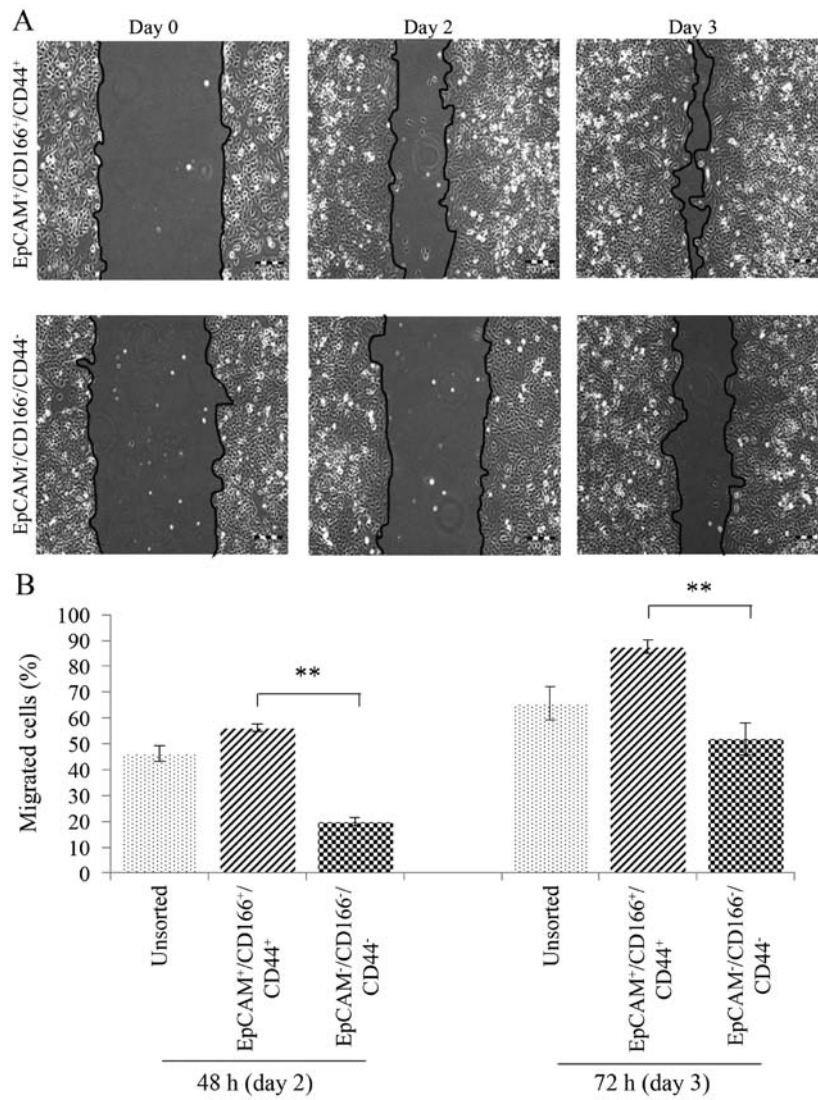 A
Day 0 Day 2 Day 3
EpCAM⁺/CD166⁺/CD44⁺
EpCAM⁻/CD166⁻/CD44⁻
B
Migrated cells (%)
100
90
80
70
60
50
40
30
20
10
0
**
**
Unsorted
EpCAM⁺/CD166⁺/
CD44⁺
EpCAM⁻/CD166⁻/
CD44⁻
Unsorted
EpCAM⁺/CD166⁺/
CD44⁺
EpCAM⁻/CD166⁻/
CD44⁻
48 h (day 2) 72 h (day 3)